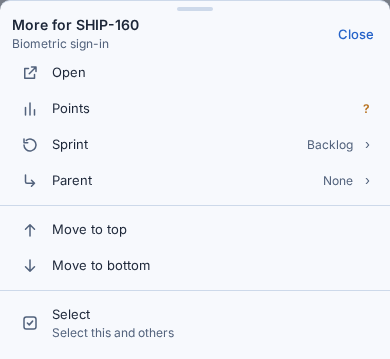 More for SHIP-160
Biometric sign-in
Close
Open
Points ?
Sprint Backlog ›
Parent None ›
Move to top
Move to bottom
Select
Select this and others